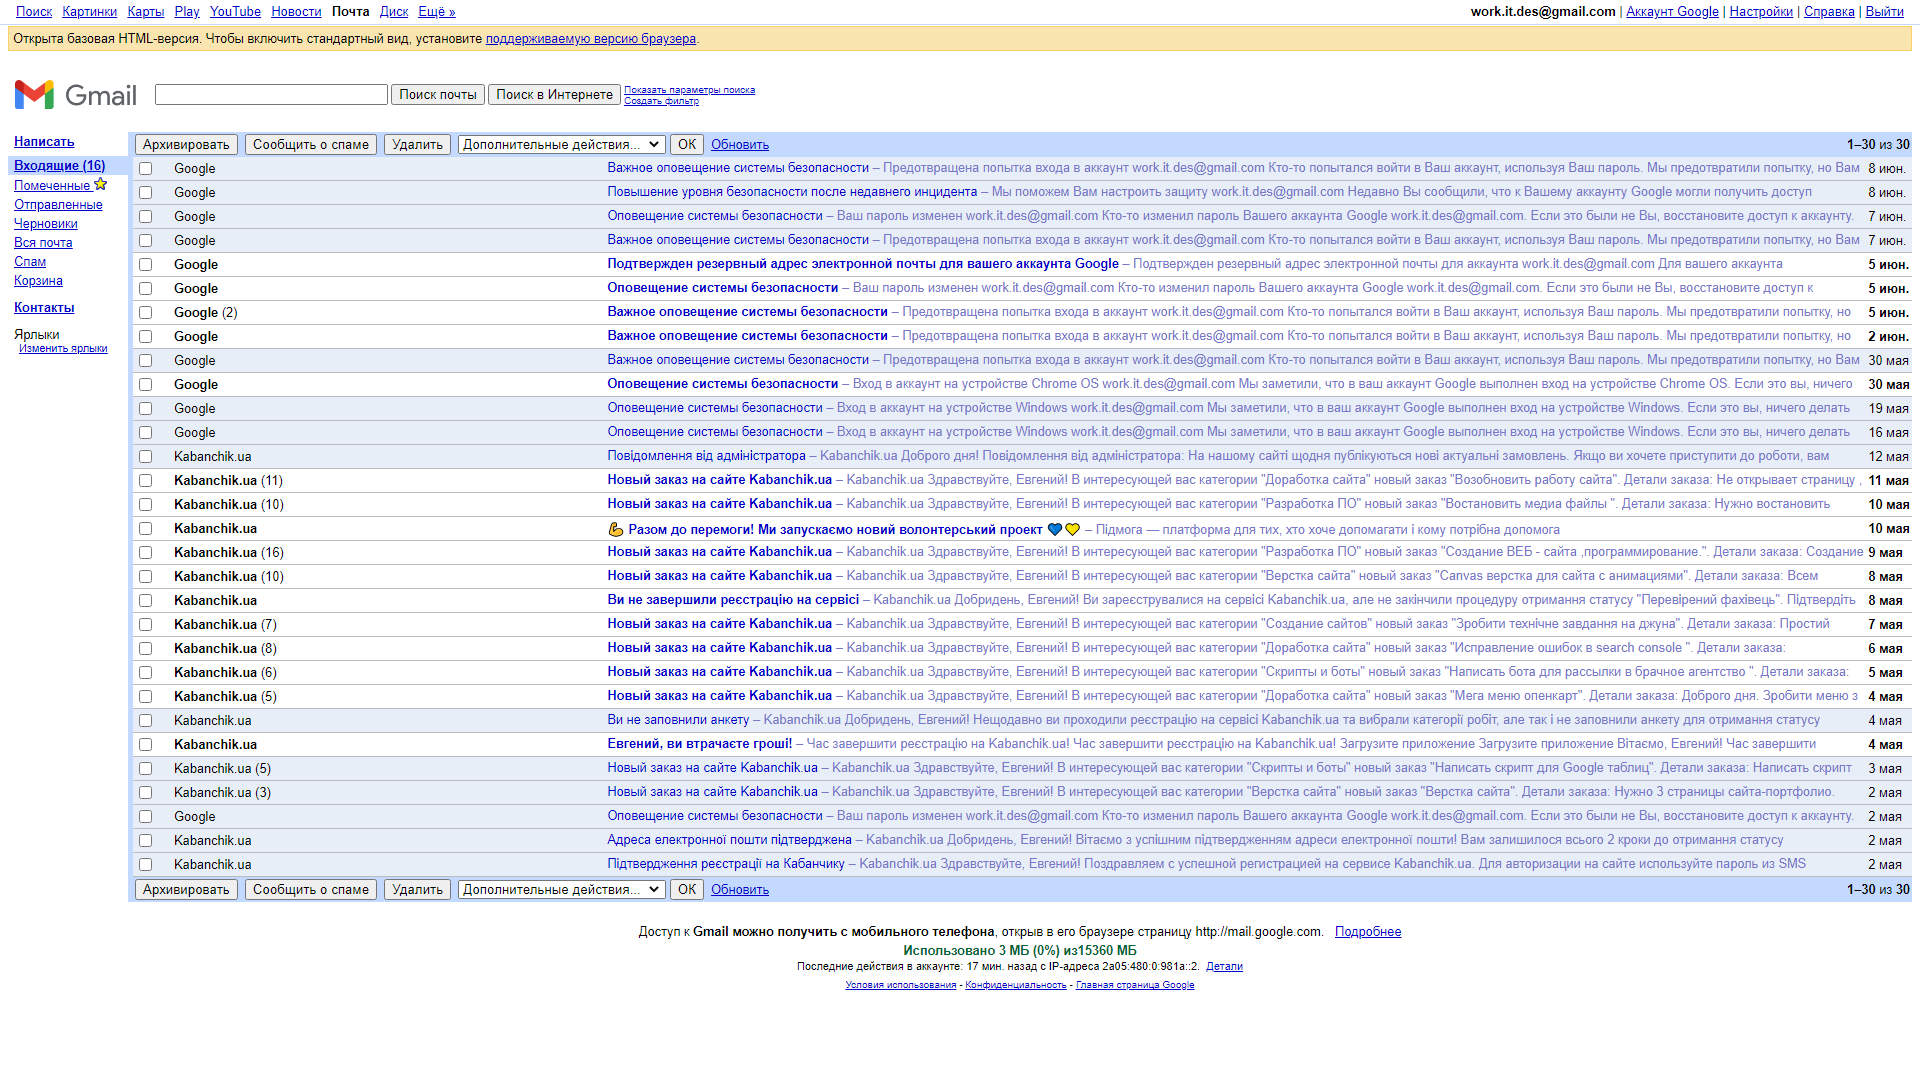 Поиск Картинки Карты Play YouTube Новости Почта Диск Ещё »
work.it.des@gmail.com | Аккаунт Google | Настройки | Справка | Выйти
Открыта базовая HTML-версия. Чтобы включить стандартный вид, установите поддерживаемую версию браузера.
Gmail
Поиск почты Поиск в Интернете Показать параметры поиска
Создать фильтр
Написать
Входящие (16)
Помеченные
Отправленные
Черновики
Вся почта
Спам
Корзина
Контакты
Ярлыки
Изменить ярлыки
Архивировать Сообщить о спаме Удалить Дополнительные действия... ОК Обновить 1–30 из 30
Google Важное оповещение системы безопасности – Предотвращена попытка входа в аккаунт work.it.des@gmail.com Кто-то попытался войти в Ваш аккаунт, используя Ваш пароль. Мы предотвратили попытку, но Вам 8 июн.
Google Повышение уровня безопасности после недавнего инцидента – Мы поможем Вам настроить защиту work.it.des@gmail.com Недавно Вы сообщили, что к Вашему аккаунту Google могли получить доступ 8 июн.
Google Оповещение системы безопасности – Ваш пароль изменен work.it.des@gmail.com Кто-то изменил пароль Вашего аккаунта Google work.it.des@gmail.com. Если это были не Вы, восстановите доступ к аккаунту. 7 июн.
Google Важное оповещение системы безопасности – Предотвращена попытка входа в аккаунт work.it.des@gmail.com Кто-то попытался войти в Ваш аккаунт, используя Ваш пароль. Мы предотвратили попытку, но Вам 7 июн.
Google Подтвержден резервный адрес электронной почты для вашего аккаунта Google – Подтвержден резервный адрес электронной почты для аккаунта work.it.des@gmail.com Для вашего аккаунта 5 июн.
Google Оповещение системы безопасности – Ваш пароль изменен work.it.des@gmail.com Кто-то изменил пароль Вашего аккаунта Google work.it.des@gmail.com. Если это были не Вы, восстановите доступ к 5 июн.
Google (2) Важное оповещение системы безопасности – Предотвращена попытка входа в аккаунт work.it.des@gmail.com Кто-то попытался войти в Ваш аккаунт, используя Ваш пароль. Мы предотвратили попытку, но 5 июн.
Google Важное оповещение системы безопасности – Предотвращена попытка входа в аккаунт work.it.des@gmail.com Кто-то попытался войти в Ваш аккаунт, используя Ваш пароль. Мы предотвратили попытку, но 2 июн.
Google Важное оповещение системы безопасности – Предотвращена попытка входа в аккаунт work.it.des@gmail.com Кто-то попытался войти в Ваш аккаунт, используя Ваш пароль. Мы предотвратили попытку, но Вам 30 мая
Google Оповещение системы безопасности – Вход в аккаунт на устройстве Chrome OS work.it.des@gmail.com Мы заметили, что в ваш аккаунт Google выполнен вход на устройстве Chrome OS. Если это вы, ничего 30 мая
Google Оповещение системы безопасности – Вход в аккаунт на устройстве Windows work.it.des@gmail.com Мы заметили, что в ваш аккаунт Google выполнен вход на устройстве Windows. Если это вы, ничего делать 19 мая
Google Оповещение системы безопасности – Вход в аккаунт на устройстве Windows work.it.des@gmail.com Мы заметили, что в ваш аккаунт Google выполнен вход на устройстве Windows. Если это вы, ничего делать 16 мая
Kabanchik.ua Повідомлення від адміністратора – Kabanchik.ua Доброго дня! Повідомлення від адміністратора: На нашому сайті щодня публікуються нові актуальні замовлень. Якщо ви хочете приступити до роботи, вам 12 мая
Kabanchik.ua (11) Новый заказ на сайте Kabanchik.ua – Kabanchik.ua Здравствуйте, Евгений! В интересующей вас категории "Доработка сайта" новый заказ "Возобновить работу сайта". Детали заказа: Не открывает страницу , 11 мая
Kabanchik.ua (10) Новый заказ на сайте Kabanchik.ua – Kabanchik.ua Здравствуйте, Евгений! В интересующей вас категории "Разработка ПО" новый заказ "Востановить медиа файлы ". Детали заказа: Нужно востановить 10 мая
Kabanchik.ua 💪 Разом до перемоги! Ми запускаємо новий волонтерський проект 💙💛 – Підмога — платформа для тих, хто хоче допомагати і кому потрібна допомога 10 мая
Kabanchik.ua (16) Новый заказ на сайте Kabanchik.ua – Kabanchik.ua Здравствуйте, Евгений! В интересующей вас категории "Разработка ПО" новый заказ "Создание ВЕБ - сайта ,программирование.". Детали заказа: Создание 9 мая
Kabanchik.ua (10) Новый заказ на сайте Kabanchik.ua – Kabanchik.ua Здравствуйте, Евгений! В интересующей вас категории "Верстка сайта" новый заказ "Canvas верстка для сайта с анимациями". Детали заказа: Всем 8 мая
Kabanchik.ua Ви не завершили реєстрацію на сервісі – Kabanchik.ua Добридень, Евгений! Ви зареєструвалися на сервісі Kabanchik.ua, але не закінчили процедуру отримання статусу "Перевірений фахівець". Підтвердіть 8 мая
Kabanchik.ua (7) Новый заказ на сайте Kabanchik.ua – Kabanchik.ua Здравствуйте, Евгений! В интересующей вас категории "Создание сайтов" новый заказ "Зробити технічне завдання на джуна". Детали заказа: Простий 7 мая
Kabanchik.ua (8) Новый заказ на сайте Kabanchik.ua – Kabanchik.ua Здравствуйте, Евгений! В интересующей вас категории "Доработка сайта" новый заказ "Исправление ошибок в search console ". Детали заказа: 6 мая
Kabanchik.ua (6) Новый заказ на сайте Kabanchik.ua – Kabanchik.ua Здравствуйте, Евгений! В интересующей вас категории "Скрипты и боты" новый заказ "Написать бота для рассылки в брачное агентство ". Детали заказа: 5 мая
Kabanchik.ua (5) Новый заказ на сайте Kabanchik.ua – Kabanchik.ua Здравствуйте, Евгений! В интересующей вас категории "Доработка сайта" новый заказ "Мега меню опенкарт". Детали заказа: Доброго дня. Зробити меню з 4 мая
Kabanchik.ua Ви не заповнили анкету – Kabanchik.ua Добридень, Евгений! Нещодавно ви проходили реєстрацію на сервісі Kabanchik.ua та вибрали категорії робіт, але так і не заповнили анкету для отримання статусу 4 мая
Kabanchik.ua Евгений, ви втрачаєте гроші! – Час завершити реєстрацію на Kabanchik.ua! Час завершити реєстрацію на Kabanchik.ua! Загрузите приложение Загрузите приложение Вітаємо, Евгений! Час завершити 4 мая
Kabanchik.ua (5) Новый заказ на сайте Kabanchik.ua – Kabanchik.ua Здравствуйте, Евгений! В интересующей вас категории "Скрипты и боты" новый заказ "Написать скрипт для Google таблиц". Детали заказа: Написать скрипт 3 мая
Kabanchik.ua (3) Новый заказ на сайте Kabanchik.ua – Kabanchik.ua Здравствуйте, Евгений! В интересующей вас категории "Верстка сайта" новый заказ "Верстка сайта". Детали заказа: Нужно 3 страницы сайта-портфолио. 2 мая
Google Оповещение системы безопасности – Ваш пароль изменен work.it.des@gmail.com Кто-то изменил пароль Вашего аккаунта Google work.it.des@gmail.com. Если это были не Вы, восстановите доступ к аккаунту. 2 мая
Kabanchik.ua Адреса електронної пошти підтверджена – Kabanchik.ua Добридень, Евгений! Вітаємо з успішним підтвердженням адреси електронної пошти! Вам залишилося всього 2 кроки до отримання статусу 2 мая
Kabanchik.ua Підтвердження реєстрації на Кабанчику – Kabanchik.ua Здравствуйте, Евгений! Поздравляем с успешной регистрацией на сервисе Kabanchik.ua. Для авторизации на сайте используйте пароль из SMS 2 мая
Архивировать Сообщить о спаме Удалить Дополнительные действия... ОК Обновить 1–30 из 30
Доступ к Gmail можно получить с мобильного телефона, открыв в его браузере страницу http://mail.google.com. Подробнее
Использовано 3 МБ (0%) из15360 МБ
Последние действия в аккаунте: 17 мин. назад с IP-адреса 2a05:480:0:981a::2. Детали
Условия использования - Конфиденциальность - Главная страница Google